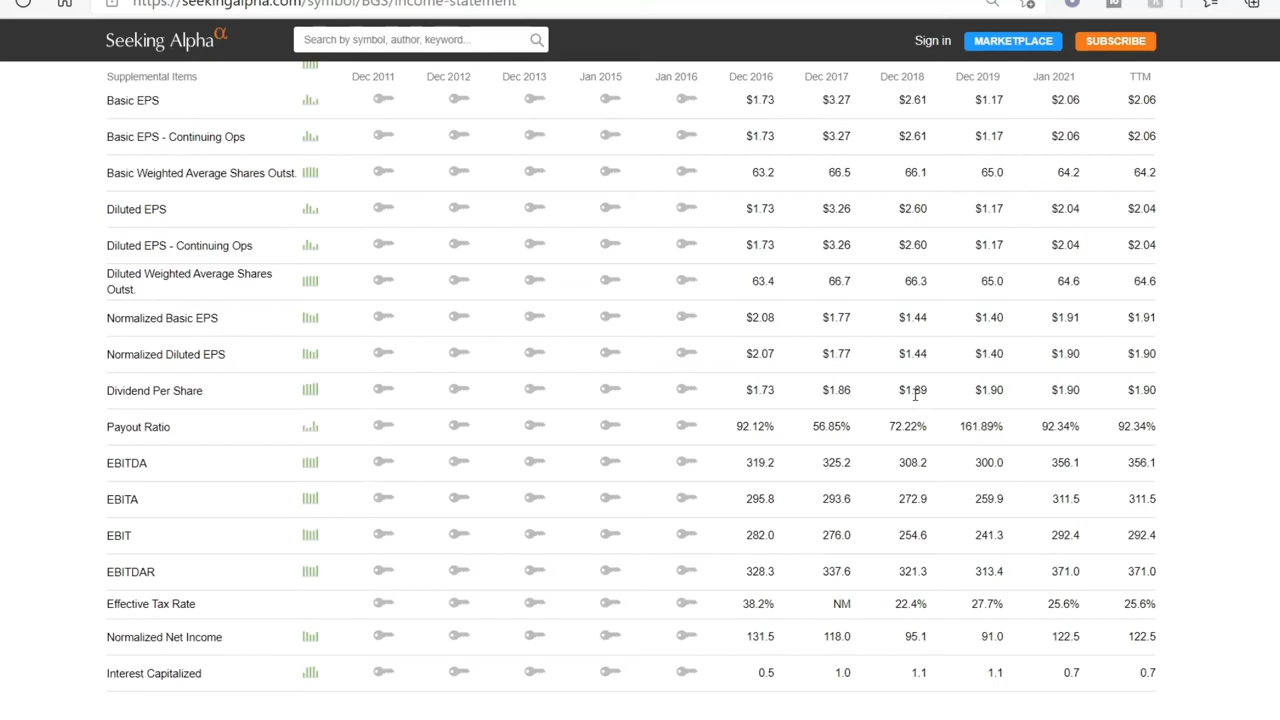 https://seekingalpha.com/symbol/BGS/income-statement
Seeking Alpha α
Search by symbol, author, keyword...
Sign in
MARKETPLACE
SUBSCRIBE
Supplemental Items Dec 2011 Dec 2012 Dec 2013 Jan 2015 Jan 2016 Dec 2016 Dec 2017 Dec 2018 Dec 2019 Jan 2021 TTM
Basic EPS $1.73 $3.27 $2.61 $1.17 $2.06 $2.06
Basic EPS - Continuing Ops $1.73 $3.27 $2.61 $1.17 $2.06 $2.06
Basic Weighted Average Shares Outst. 63.2 66.5 66.1 65.0 64.2 64.2
Diluted EPS $1.73 $3.26 $2.60 $1.17 $2.04 $2.04
Diluted EPS - Continuing Ops $1.73 $3.26 $2.60 $1.17 $2.04 $2.04
Diluted Weighted Average Shares
Outst. 63.4 66.7 66.3 65.0 64.6 64.6
Normalized Basic EPS $2.08 $1.77 $1.44 $1.40 $1.91 $1.91
Normalized Diluted EPS $2.07 $1.77 $1.44 $1.40 $1.90 $1.90
Dividend Per Share $1.73 $1.86 $1.89 $1.90 $1.90 $1.90
Payout Ratio 92.12% 56.85% 72.22% 161.89% 92.34% 92.34%
EBITDA 319.2 325.2 308.2 300.0 356.1 356.1
EBITA 295.8 293.6 272.9 259.9 311.5 311.5
EBIT 282.0 276.0 254.6 241.3 292.4 292.4
EBITDAR 328.3 337.6 321.3 313.4 371.0 371.0
Effective Tax Rate 38.2% NM 22.4% 27.7% 25.6% 25.6%
Normalized Net Income 131.5 118.0 95.1 91.0 122.5 122.5
Interest Capitalized 0.5 1.0 1.1 1.1 0.7 0.7